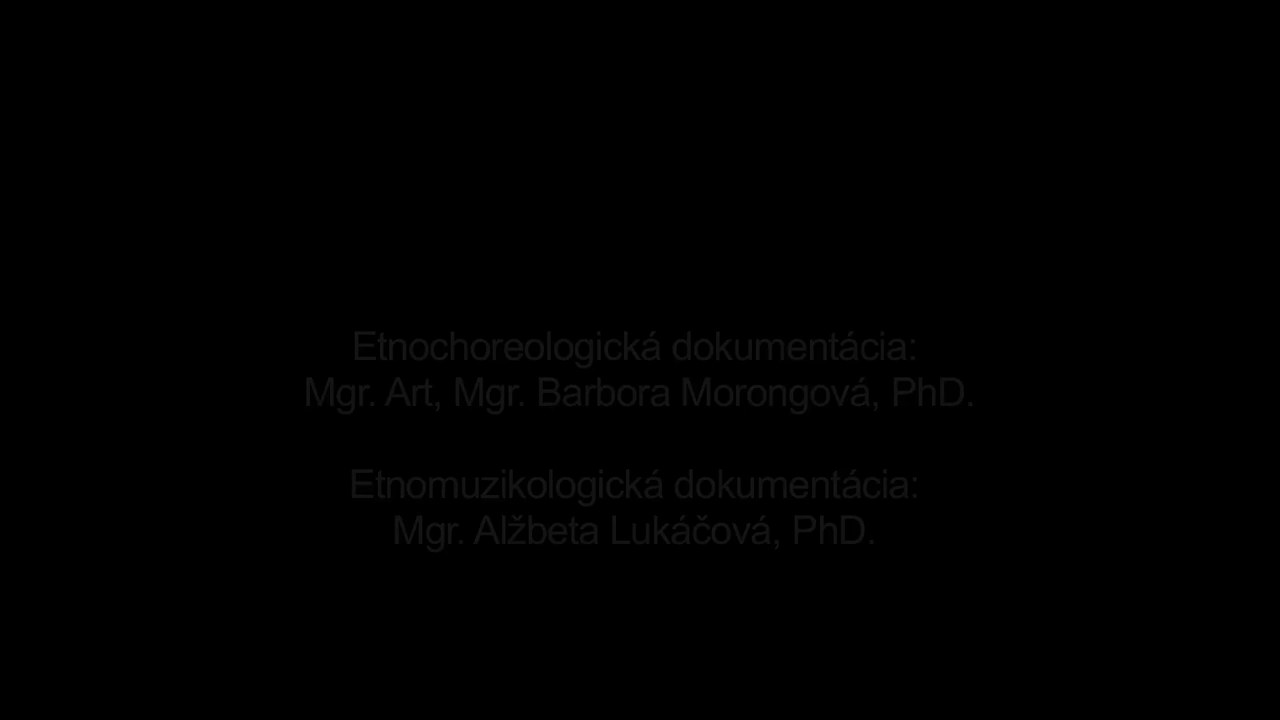 Etnochoreologická dokumentácia:
Mgr. Art, Mgr. Barbora Morongová, PhD.
Etnomuzikologická dokumentácia:
Mgr. Alžbeta Lukáčová, PhD.